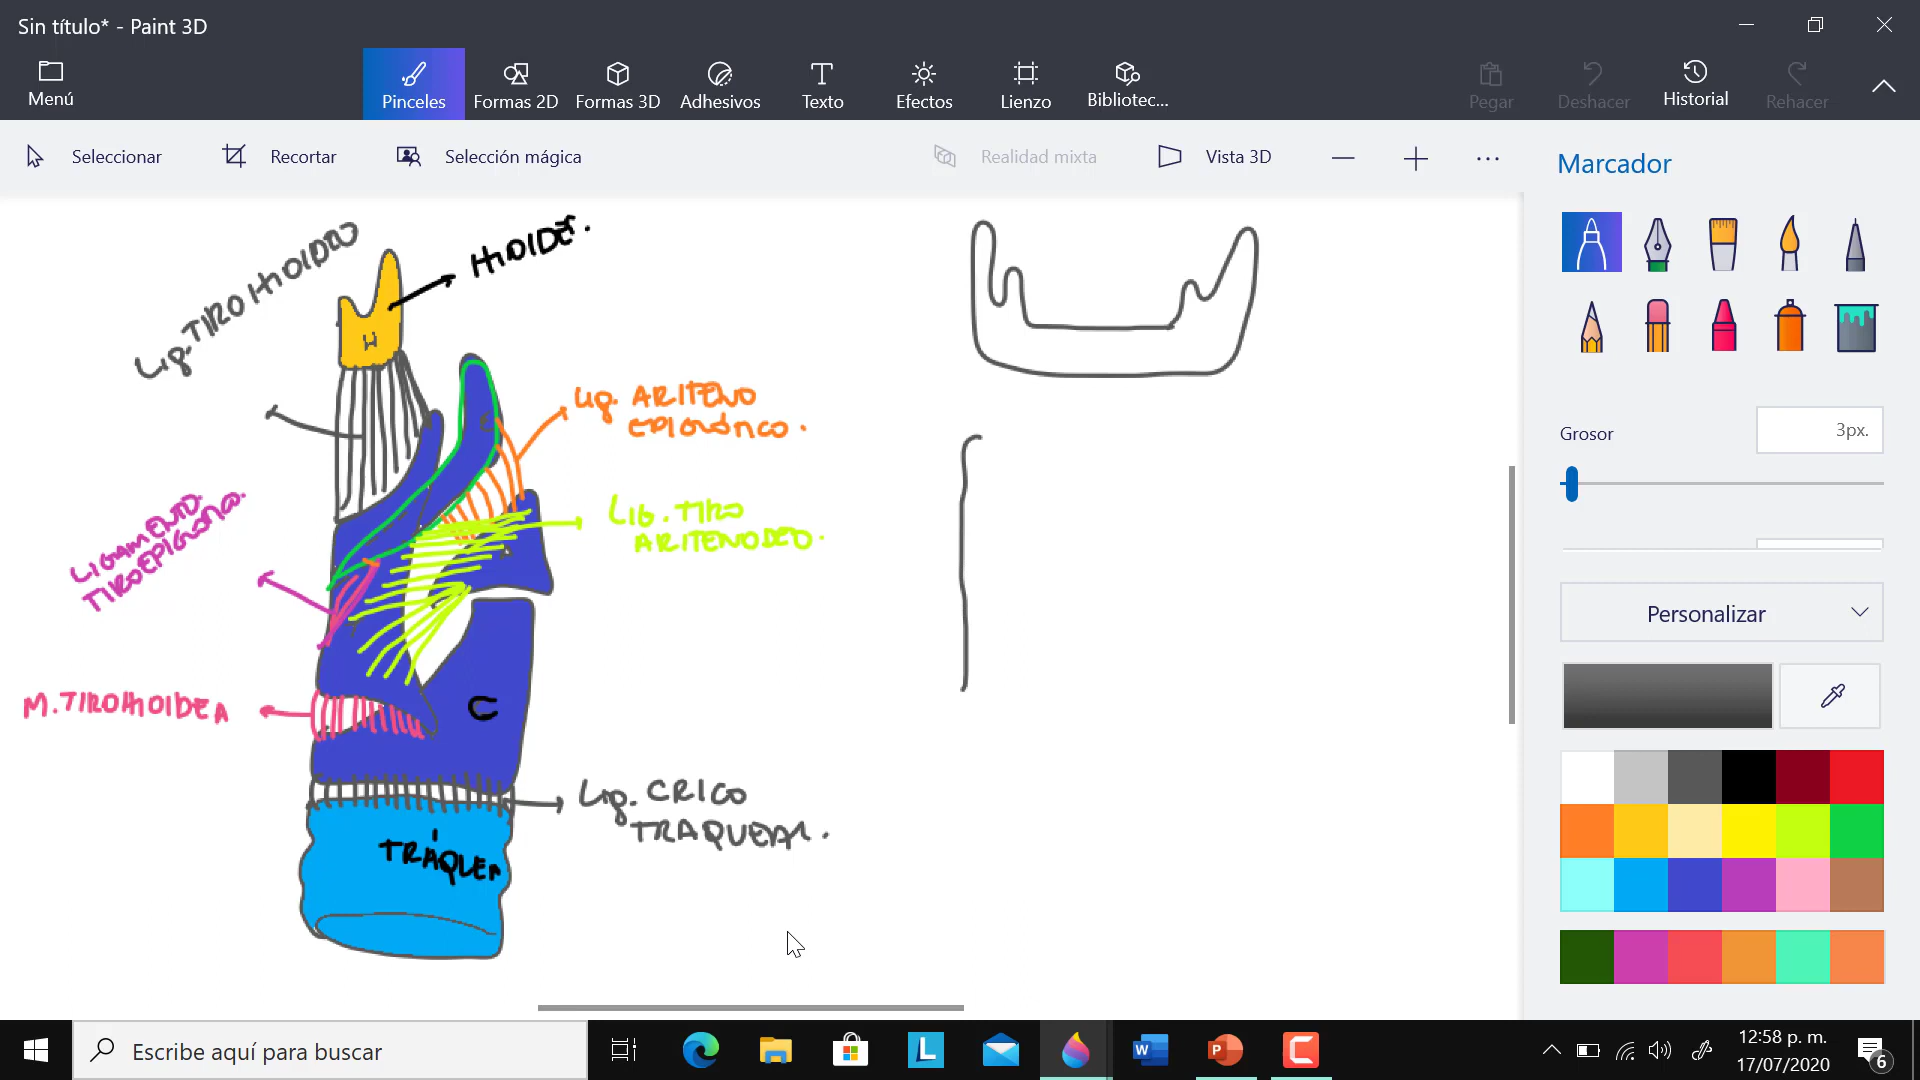 Sin título* - Paint 3D
Menú
Pinceles
Formas 2D
Formas 3D
Adhesivos
Texto
Efectos
Lienzo
Bibliotec...
Pegar
Deshacer
Historial
Rehacer
Seleccionar
Recortar
Selección mágica
Realidad mixta
Vista 3D
Marcador
Grosor
3px.
Personalizar
Lig. TIROHIOIDEO
HIOIDES.
H
Lig. ARITENO
EPIGLÓTICO.
LIG. TIRO
ARITENODEO.
LIGAMENTO
TIROEPIGLÓTICO.
M. TIROHIOIDEA
C
Lig. CRICO
TRAQUEAL.
TRÁQUEA
Escribe aquí para buscar
12:58 p. m.
17/07/2020
6